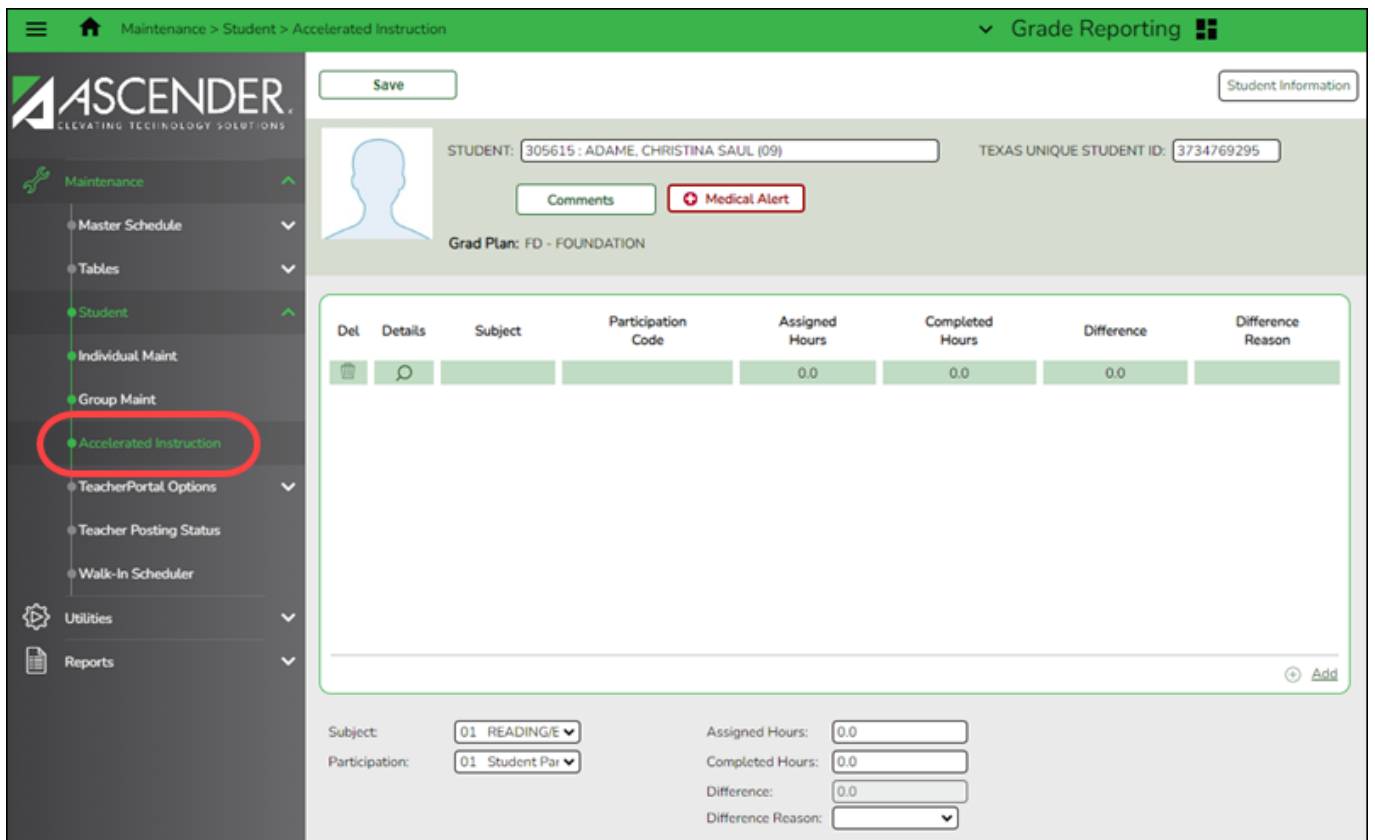 Maintenance > Student > Accelerated Instruction
Grade Reporting
ASCENDER.
ELEVATING TECHNOLOGY SOLUTIONS
Maintenance
Master Schedule
Tables
Student
Individual Maint
Group Maint
Accelerated Instruction
TeacherPortal Options
Teacher Posting Status
Walk-In Scheduler
Utilities
Reports
Save
Student Information
STUDENT: 305615 : ADAME, CHRISTINA SAUL (09)
TEXAS UNIQUE STUDENT ID: 3734769295
Comments
Medical Alert
Grad Plan: FD - FOUNDATION
Del Details Subject Participation Code Assigned Hours Completed Hours Difference Difference Reason
0.0 0.0 0.0
Add
Subject: 01 READING/E
Participation: 01 Student Par
Assigned Hours: 0.0
Completed Hours: 0.0
Difference: 0.0
Difference Reason: